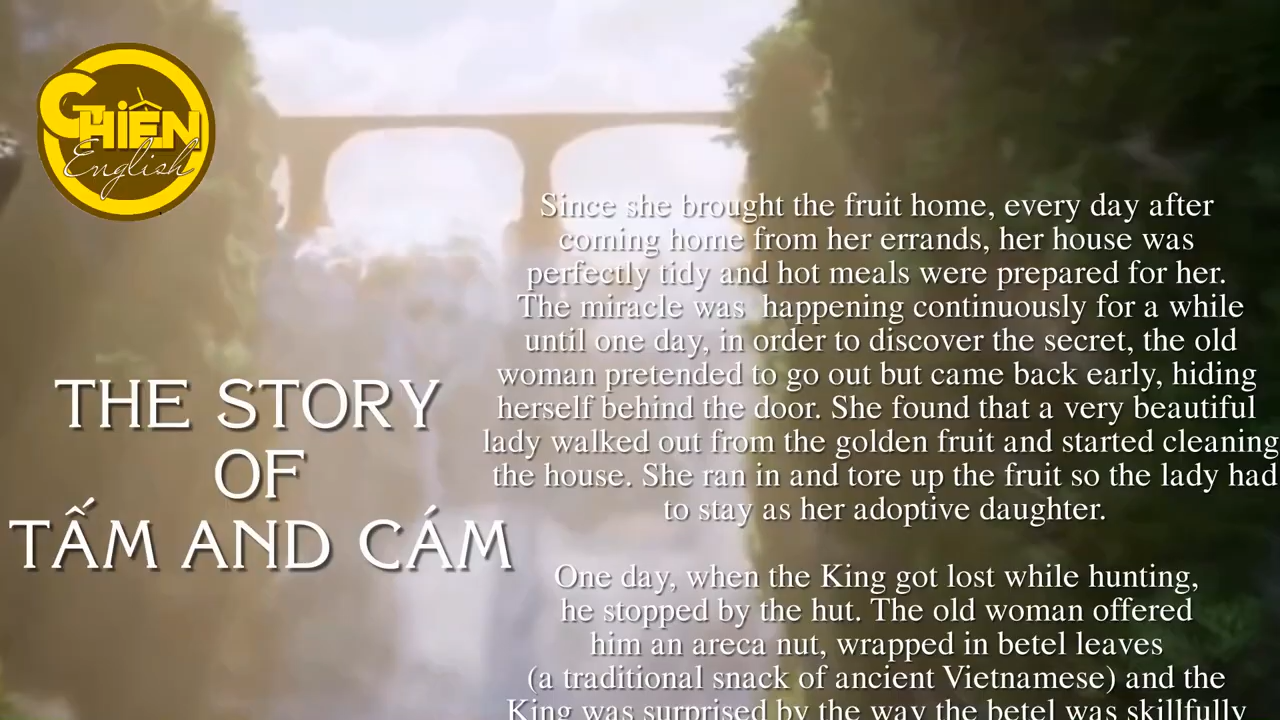 GHIỀN
English
THE STORY
OF
TẤM AND CÁM
Since she brought the fruit home, every day after
coming home from her errands, her house was
perfectly tidy and hot meals were prepared for her.
The miracle was  happening continuously for a while
until one day, in order to discover the secret, the old
woman pretended to go out but came back early, hiding
herself behind the door. She found that a very beautiful
lady walked out from the golden fruit and started cleaning
the house. She ran in and tore up the fruit so the lady had
to stay as her adoptive daughter.
One day, when the King got lost while hunting,
he stopped by the hut. The old woman offered
him an areca nut, wrapped in betel leaves
(a traditional snack of ancient Vietnamese) and the
King was surprised by the way the betel was skillfully